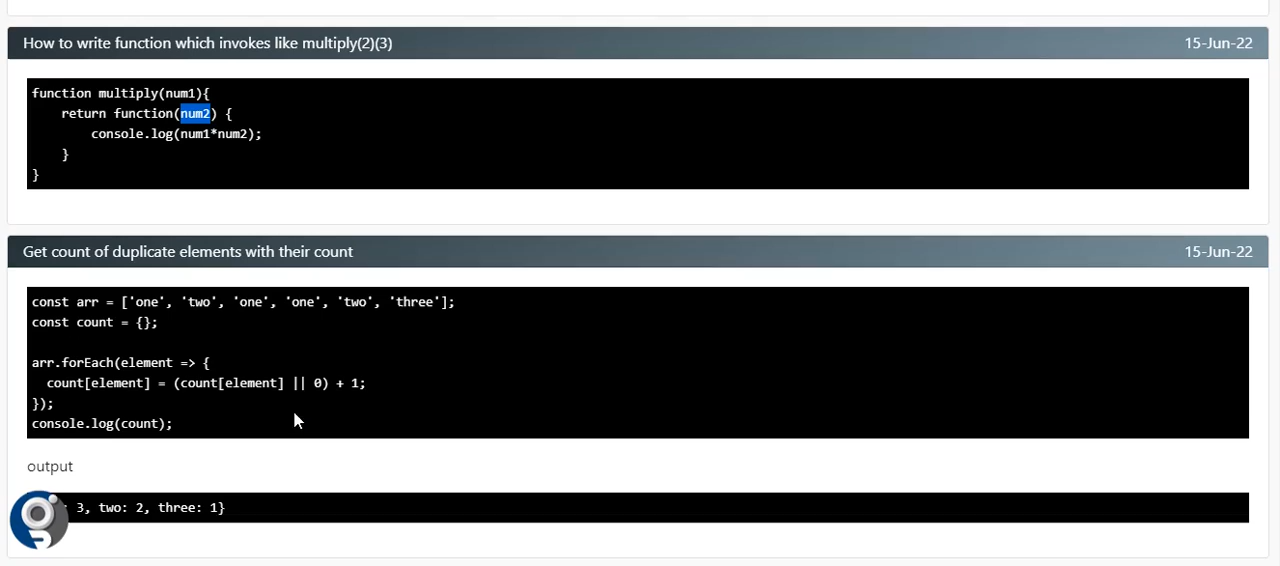 How to write function which invokes like multiply(2)(3)
15-Jun-22
function multiply(num1){
    return function(num2) {
        console.log(num1*num2);
    }
}
Get count of duplicate elements with their count
15-Jun-22
const arr = ['one', 'two', 'one', 'one', 'two', 'three'];
const count = {};
arr.forEach(element => {
  count[element] = (count[element] || 0) + 1;
});
console.log(count);
output
3, two: 2, three: 1}